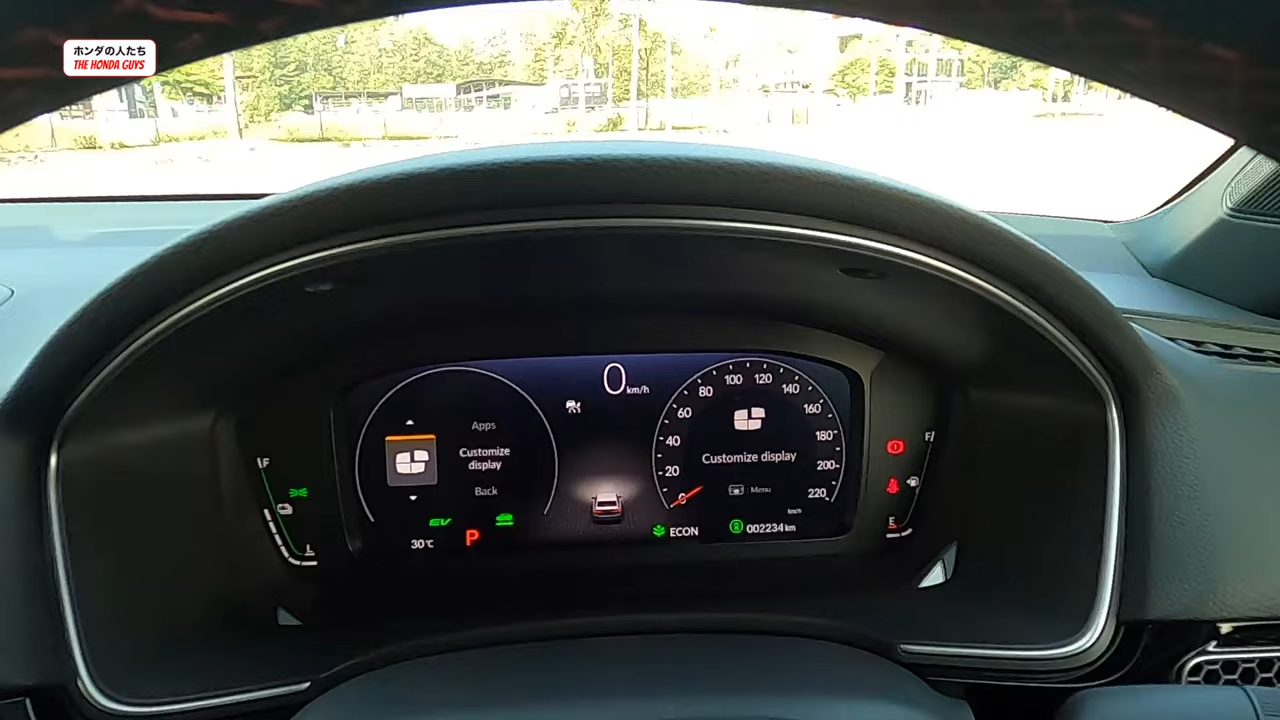 ホンダの人たち
THE HONDA GUYS
0 km/h
Apps
Customize
display
Back
EV
30℃
P
F
L
20
40
60
80
100
120
140
160
180
200
220
0
Customize display
: Menu
km/h
ECON
A
002234 km
F
E